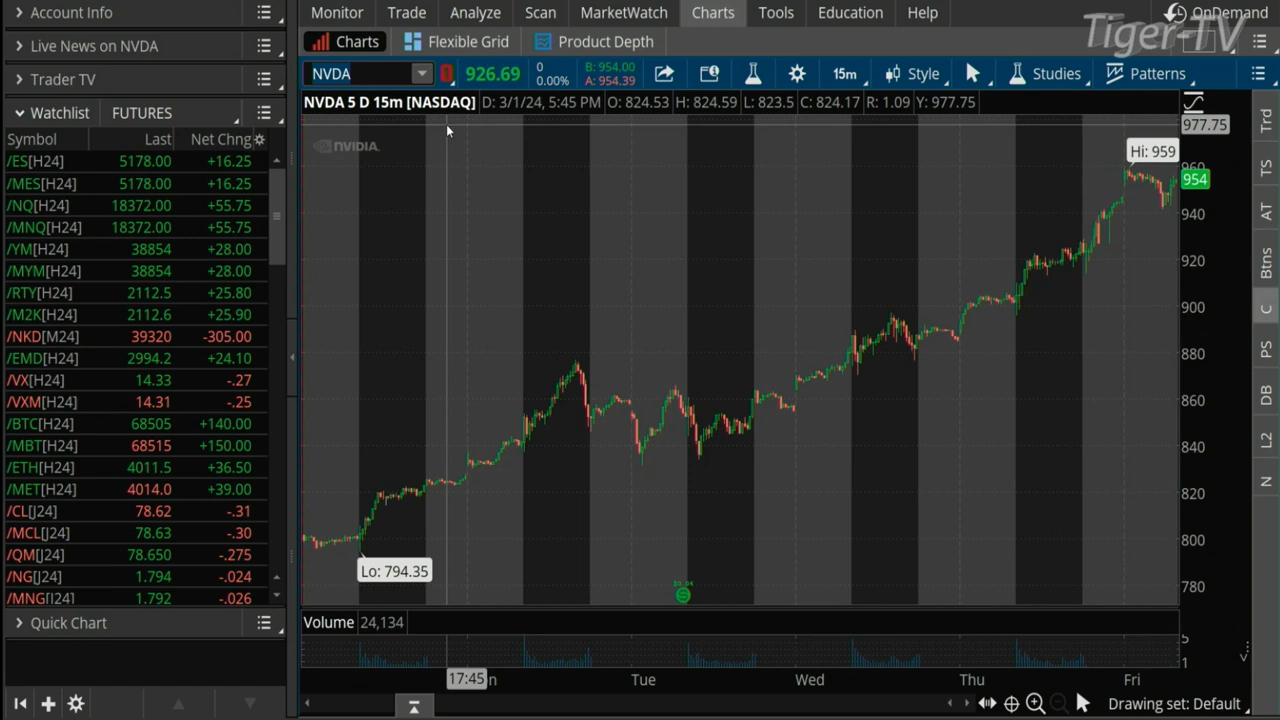 Account Info
Monitor Trade Analyze Scan MarketWatch Charts Tools Education Help OnDemand
Tiger-TV
Live News on NVDA
Charts Flexible Grid Product Depth
Trader TV
NVDA 926.69 0 0.00% B: 954.00 A: 954.39 15m Style Studies Patterns
Watchlist FUTURES
NVDA 5 D 15m [NASDAQ] D: 3/1/24, 5:45 PM O: 824.53 H: 824.59 L: 823.5 C: 824.17 R: 1.09 Y: 977.75
Symbol Last Net Chng
/ES[H24] 5178.00 +16.25
/MES[H24] 5178.00 +16.25
/NQ[H24] 18372.00 +55.75
/MNQ[H24] 18372.00 +55.75
/YM[H24] 38854 +28.00
/MYM[H24] 38854 +28.00
/RTY[H24] 2112.5 +25.80
/M2K[H24] 2112.6 +25.90
/NKD[M24] 39320 -305.00
/EMD[H24] 2994.2 +24.10
/VX[H24] 14.33 -.27
/VXM[H24] 14.31 -.25
/BTC[H24] 68505 +140.00
/MBT[H24] 68515 +150.00
/ETH[H24] 4011.5 +36.50
/MET[H24] 4014.0 +39.00
/CL[J24] 78.62 -.31
/MCL[J24] 78.63 -.30
/QM[J24] 78.650 -.275
/NG[J24] 1.794 -.024
/MNG[J24] 1.792 -.026
Quick Chart
NVIDIA.
977.75
Hi: 959
960
954
940
920
900
880
860
840
820
800
780
Lo: 794.35
Volume 24,134
5
1
17:45 n Tue Wed Thu Fri
Drawing set: Default
Trd
TS
AT
Btns
C
PS
DB
L2
N